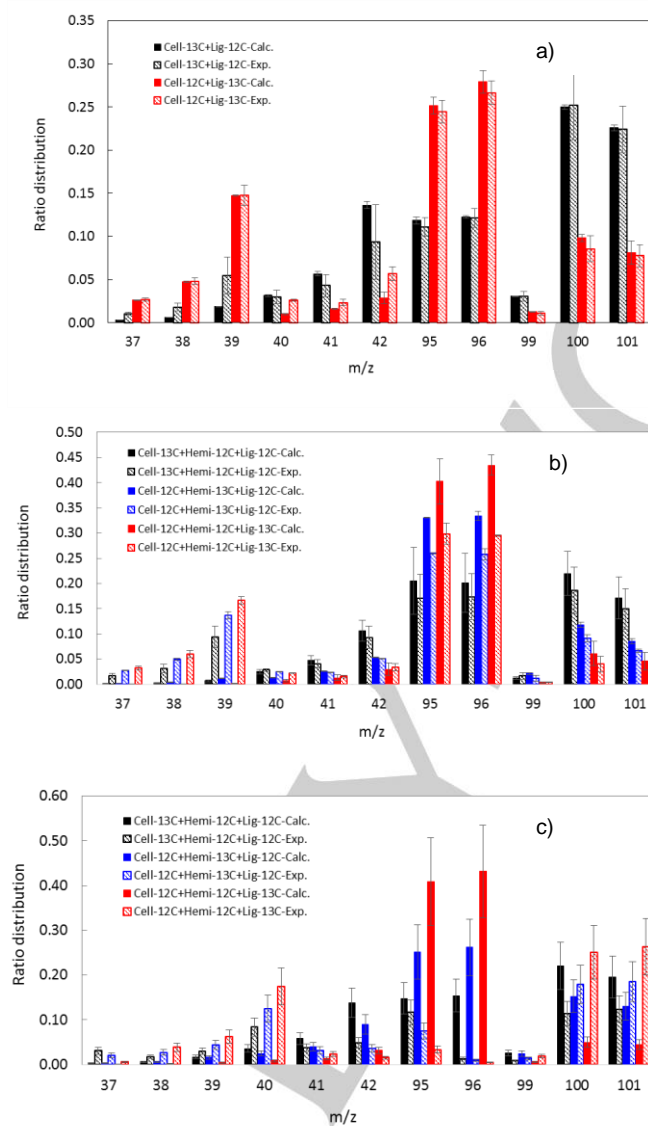 0.35
0.30
0.25
0.20
0.15
0.10
0.05
0.00
Ratio distribution
Cell-13C+Lig-12C-Calc.
Cell-13C+Lig-12C-Exp.
Cell-12C+Lig-13C-Calc.
Cell-12C+Lig-13C-Exp.
a)
37 38 39 40 41 42 95 96 99 100 101
m/z
0.50
0.45
0.40
0.35
0.30
0.25
0.20
0.15
0.10
0.05
0.00
Ratio distribution
Cell-13C+Hemi-12C+Lig-12C-Calc.
Cell-13C+Hemi-12C+Lig-12C-Exp.
Cell-12C+Hemi-13C+Lig-12C-Calc.
Cell-12C+Hemi-13C+Lig-12C-Exp.
Cell-12C+Hemi-12C+Lig-13C-Calc.
Cell-12C+Hemi-12C+Lig-13C-Exp.
b)
37 38 39 40 41 42 95 96 99 100 101
m/z
0.60
0.50
0.40
0.30
0.20
0.10
0.00
Ratio distribution
Cell-13C+Hemi-12C+Lig-12C-Calc.
Cell-13C+Hemi-12C+Lig-12C-Exp.
Cell-12C+Hemi-13C+Lig-12C-Calc.
Cell-12C+Hemi-13C+Lig-12C-Exp.
Cell-12C+Hemi-12C+Lig-13C-Calc.
Cell-12C+Hemi-12C+Lig-13C-Exp.
c)
37 38 39 40 41 42 95 96 99 100 101
m/z